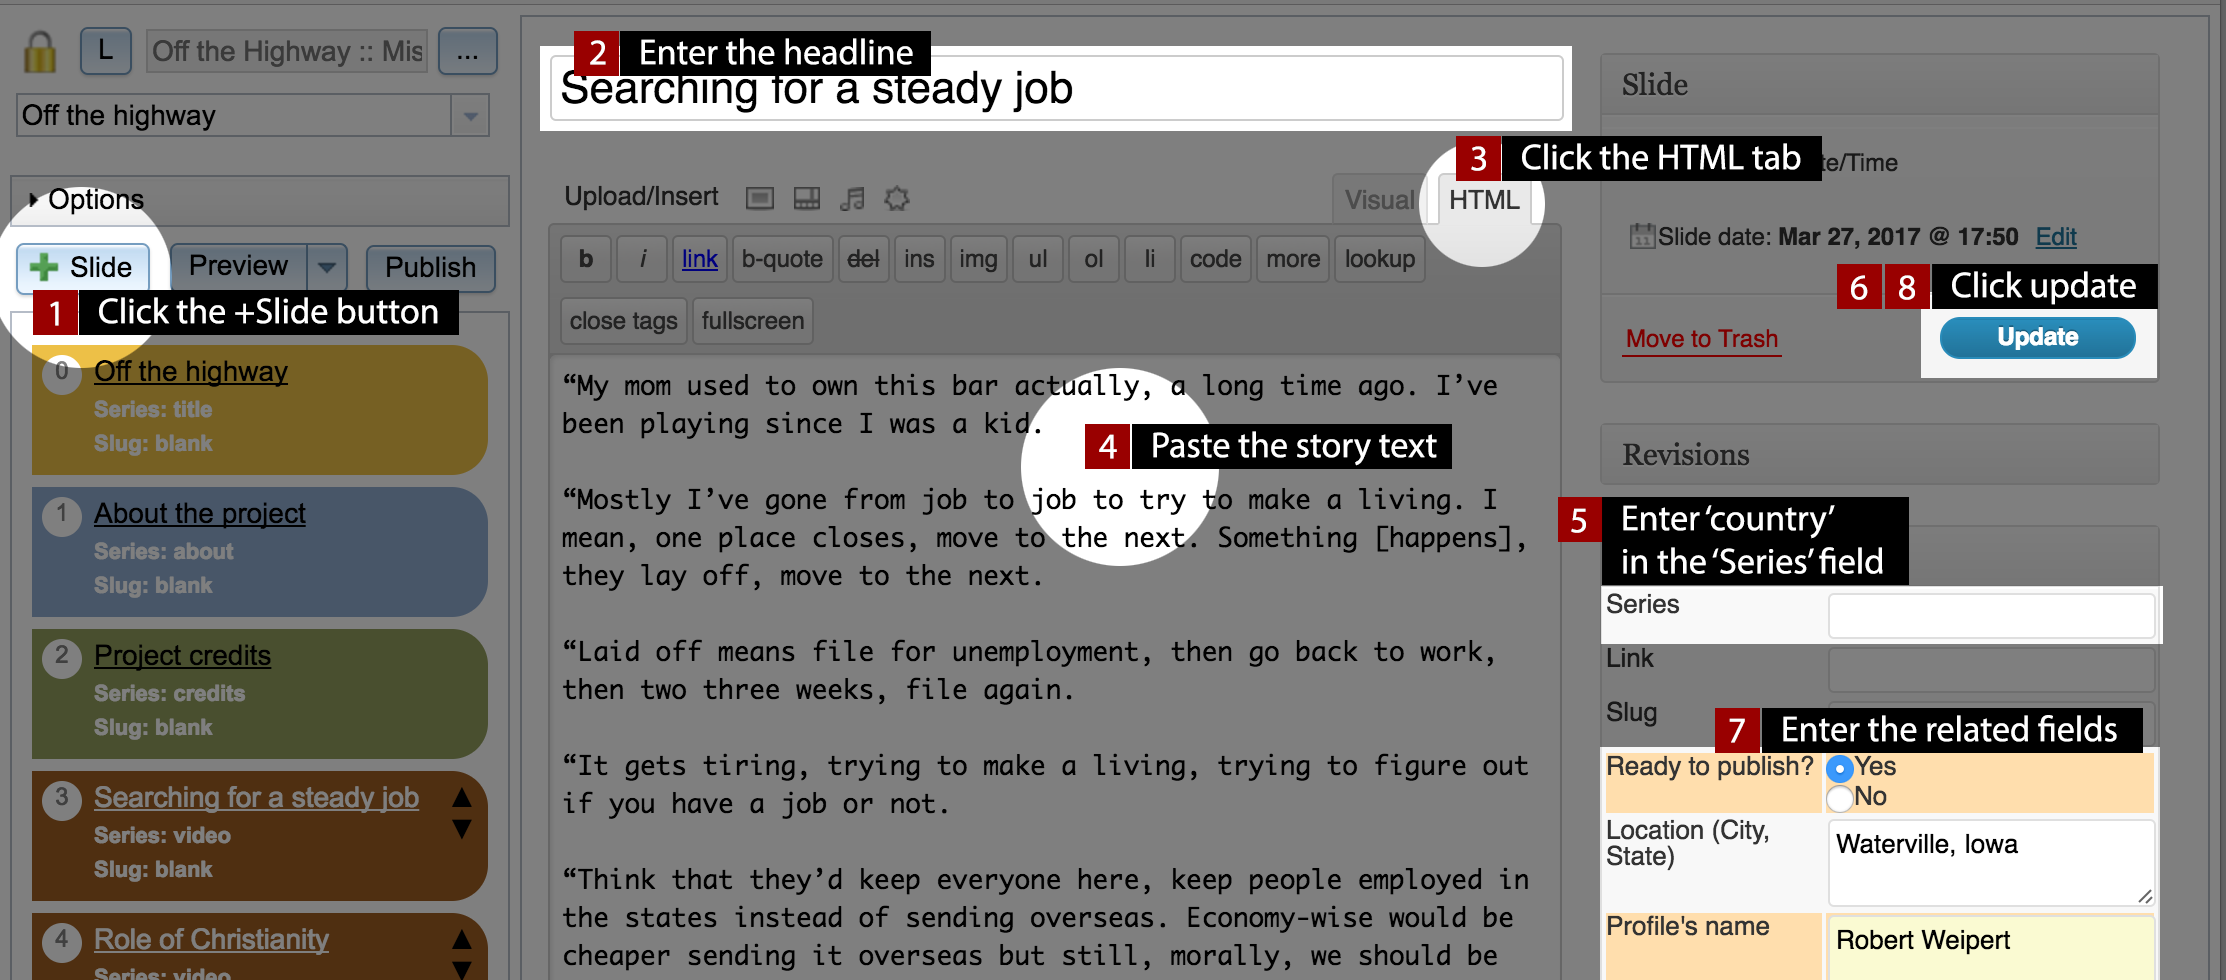 L
Off the Highway :: Mis
...
Off the highway
Options
Slide
Preview
Publish
1 Click the +Slide button
0
Off the highway
Series: title
Slug: blank
1
About the project
Series: about
Slug: blank
2
Project credits
Series: credits
Slug: blank
3
Searching for a steady job
Series: video
Slug: blank
4
Role of Christianity
Series: video
2 Enter the headline
Searching for a steady job
3 Click the HTML tab
Upload/Insert
Visual
HTML
b i link b-quote del ins img ul ol li code more lookup
close tags fullscreen
“My mom used to own this bar actually, a long time ago. I’ve
been playing since I was a kid.
4 Paste the story text
“Mostly I’ve gone from job to job to try to make a living. I
mean, one place closes, move to the next. Something [happens],
they lay off, move to the next.
“Laid off means file for unemployment, then go back to work,
then two three weeks, file again.
“It gets tiring, trying to make a living, trying to figure out
if you have a job or not.
“Think that they’d keep everyone here, keep people employed in
the states instead of sending overseas. Economy-wise would be
cheaper sending it overseas but still, morally, we should be
Slide
te/Time
11
Slide date: Mar 27, 2017 @ 17:50 Edit
6 8 Click update
Move to Trash
Update
Revisions
5 Enter ‘country’
in the ‘Series’ field
Series
Link
Slug
7 Enter the related fields
Ready to publish?
Yes
No
Location (City,
State)
Waterville, Iowa
Profile's name
Robert Weipert